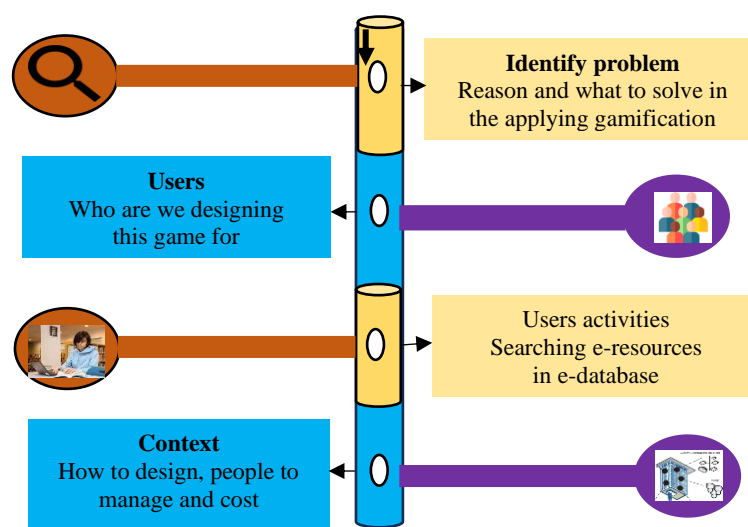 Identify problem
Reason and what to solve in
the applying gamification
Users
Who are we designing
this game for
Users activities
Searching e-resources
in e-database
Context
How to design, people to
manage and cost